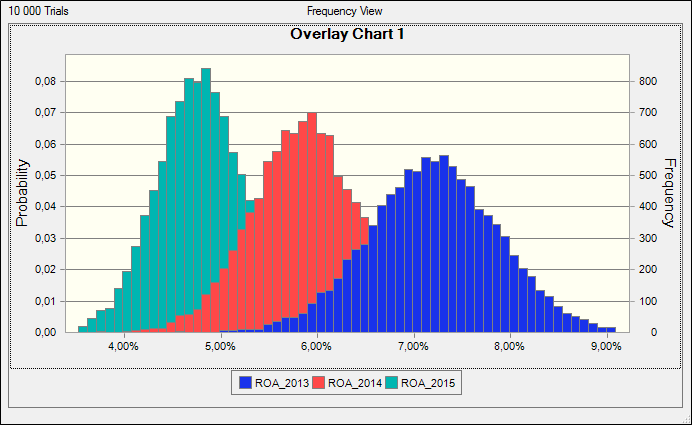 10 000 Trials Frequency View
Overlay Chart 1
0,08 800
0,07 700
0,06 600
0,05 500
0,04 400
0,03 300
0,02 200
0,01 100
0,00 0
Probability
Frequency
4,00% 5,00% 6,00% 7,00% 8,00% 9,00%
ROA_2013 ROA_2014 ROA_2015